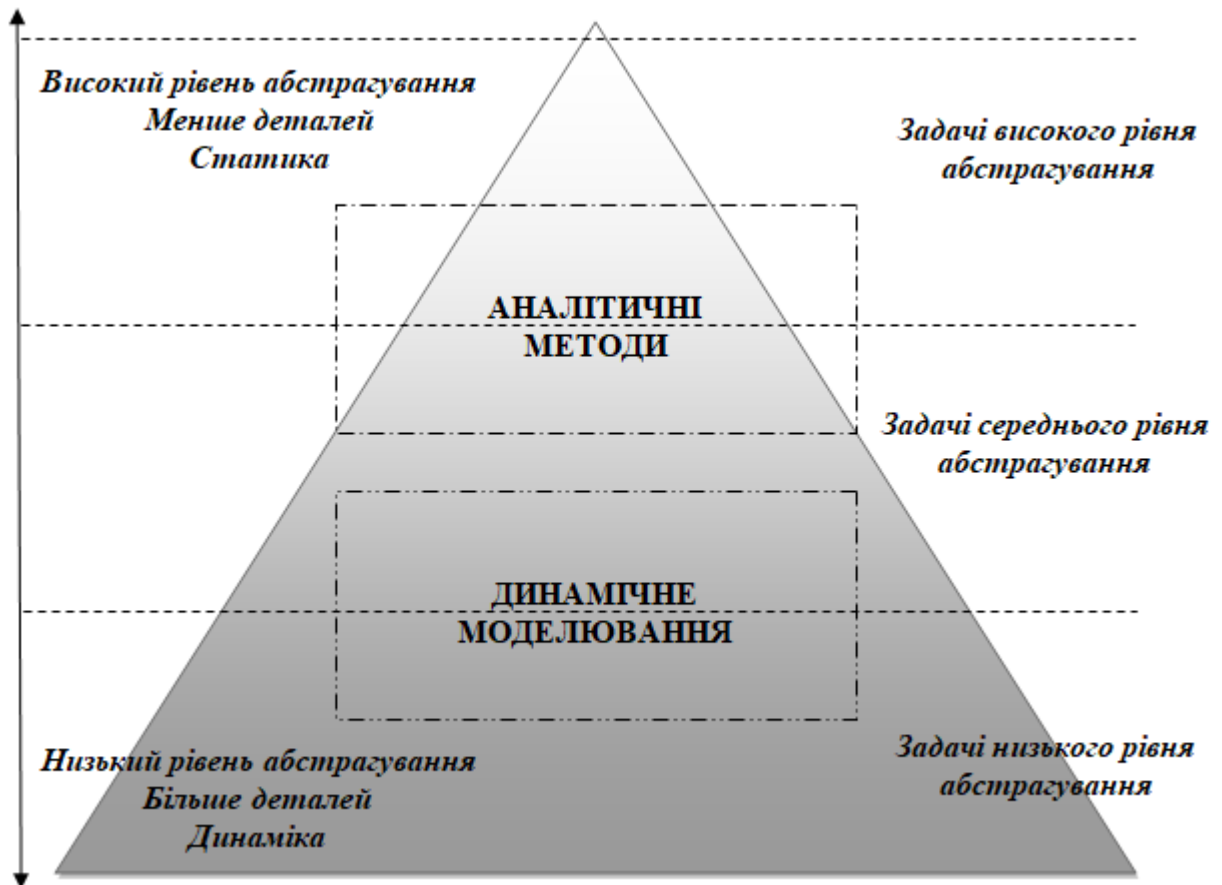 Високий рівень абстрагування
Менше деталей
Статика
Задачі високого рівня
абстрагування
АНАЛІТИЧНІ
МЕТОДИ
Задачі середнього рівня
абстрагування
ДИНАМІЧНЕ
МОДЕЛЮВАННЯ
Низький рівень абстрагування
Більше деталей
Динаміка
Задачі низького рівня
абстрагування